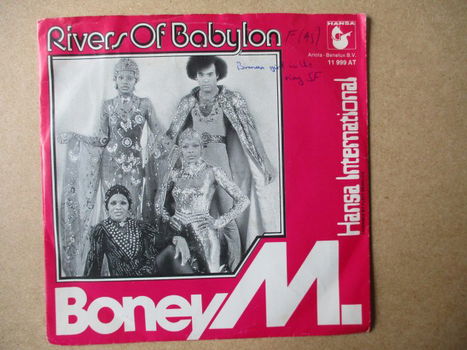 Rivers Of Babylon
HANSA
Ariola - Benelux B.V.
11 999 AT
Hansa International
Boney M.